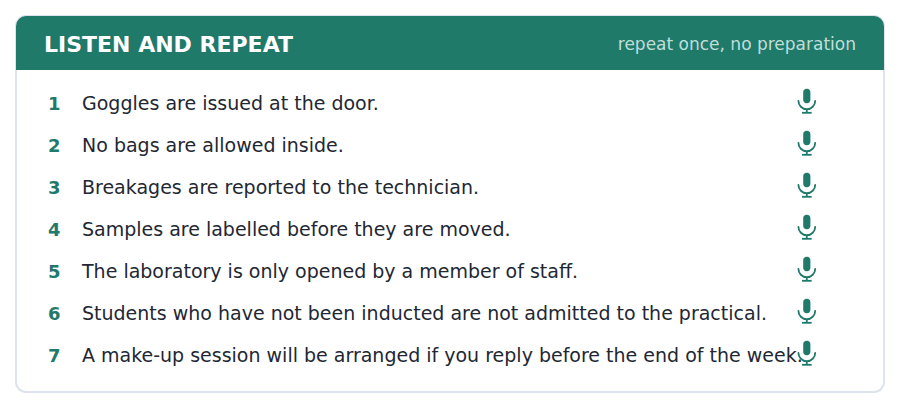 LISTEN AND REPEAT repeat once, no preparation
1 Goggles are issued at the door.
2 No bags are allowed inside.
3 Breakages are reported to the technician.
4 Samples are labelled before they are moved.
5 The laboratory is only opened by a member of staff.
6 Students who have not been inducted are not admitted to the practical.
7 A make-up session will be arranged if you reply before the end of the week.